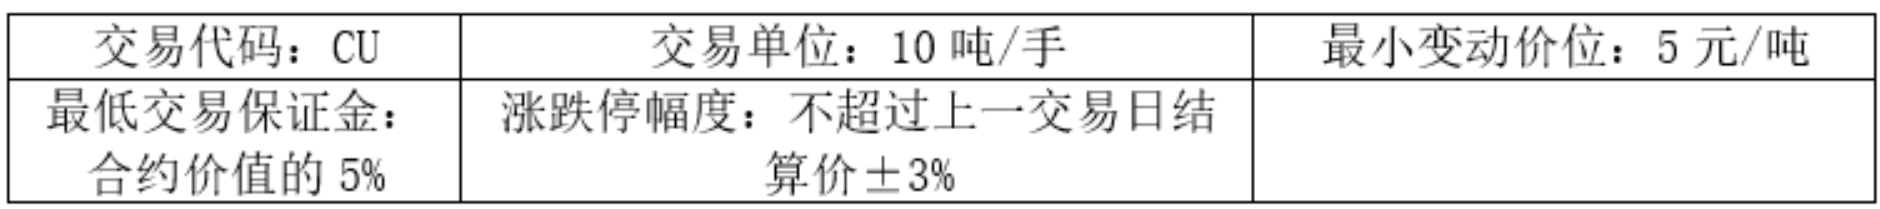 交易代码：CU
交易单位：10 吨/手
最小变动价位：5 元/吨
最低交易保证金：
合约价值的 5%
涨跌停幅度：不超过上一交易日结
算价±3%